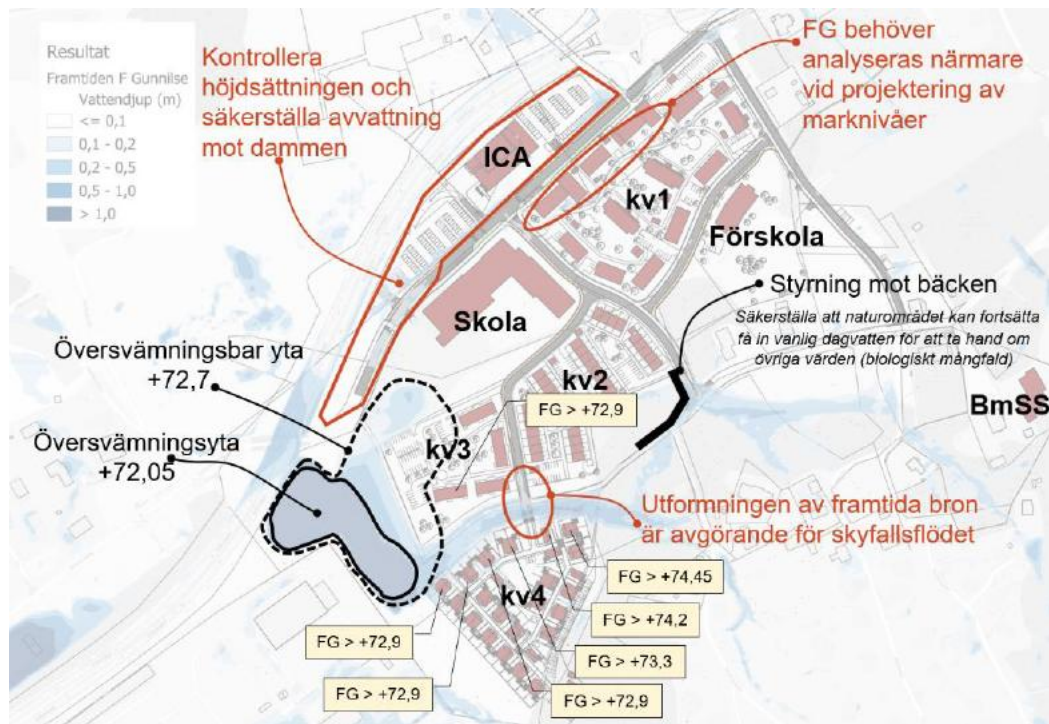 Resultat
Framtiden F Gunnilse
Vattendjup (m)
<= 0,1
0,1 - 0,2
0,2 - 0,5
0,5 - 1,0
> 1,0
Kontrollera
höjdsättningen och
säkerställa avvattning
mot dammen
FG behöver
analyseras närmare
vid projektering av
marknivåer
ICA
kv1
Förskola
Styrning mot bäcken
Säkerställa att naturområdet kan fortsätta
få in vanlig dagvatten för att ta hand om
övriga värden (biologiskt mångfald)
Skola
Översvämningsbar yta
+72,7
kv2
FG > +72,9
BmSS
kv3
Översvämningsyta
+72,05
Utformningen av framtida bron
är avgörande för skyfallsflödet
kv4
FG > +74,45
FG > +74,2
FG > +72,9
FG > +73,3
FG > +72,9
FG > +72,9